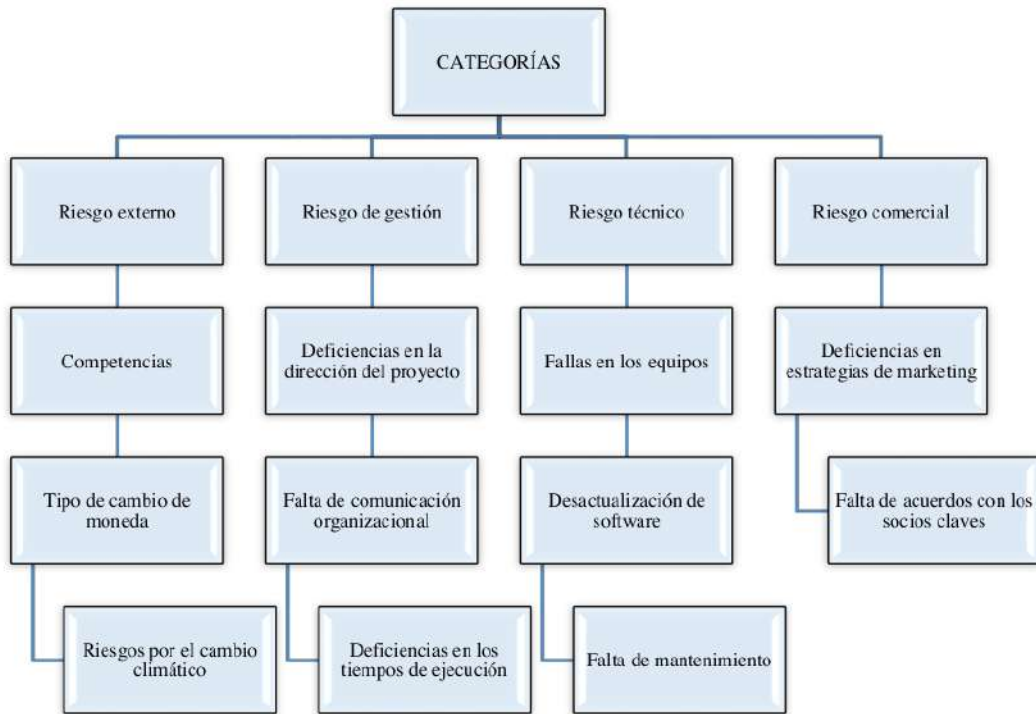 CATEGORÍAS
Riesgo externo
Riesgo de gestión
Riesgo técnico
Riesgo comercial
Competencias
Deficiencias en la
dirección del proyecto
Fallas en los equipos
Deficiencias en
estrategias de marketing
Tipo de cambio de
moneda
Falta de comunicación
organizacional
Desactualización de
software
Falta de acuerdos con los
socios claves
Riesgos por el cambio
climático
Deficiencias en los
tiempos de ejecución
Falta de mantenimiento